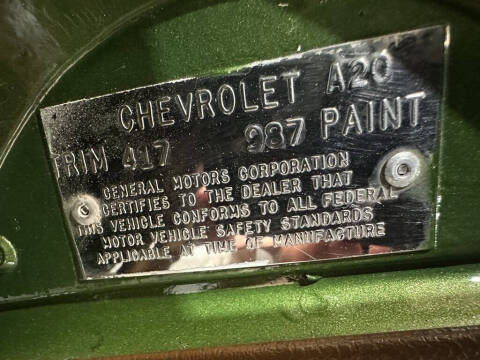 CHEVROLET A20
TRIM 417 987 PAINT
GENERAL MOTORS CORPORATION
CERTIFIES TO THE DEALER THAT
THIS VEHICLE CONFORMS TO ALL FEDERAL
MOTOR VEHICLE SAFETY STANDARDS
APPLICABLE AT TIME OF MANUFACTURE